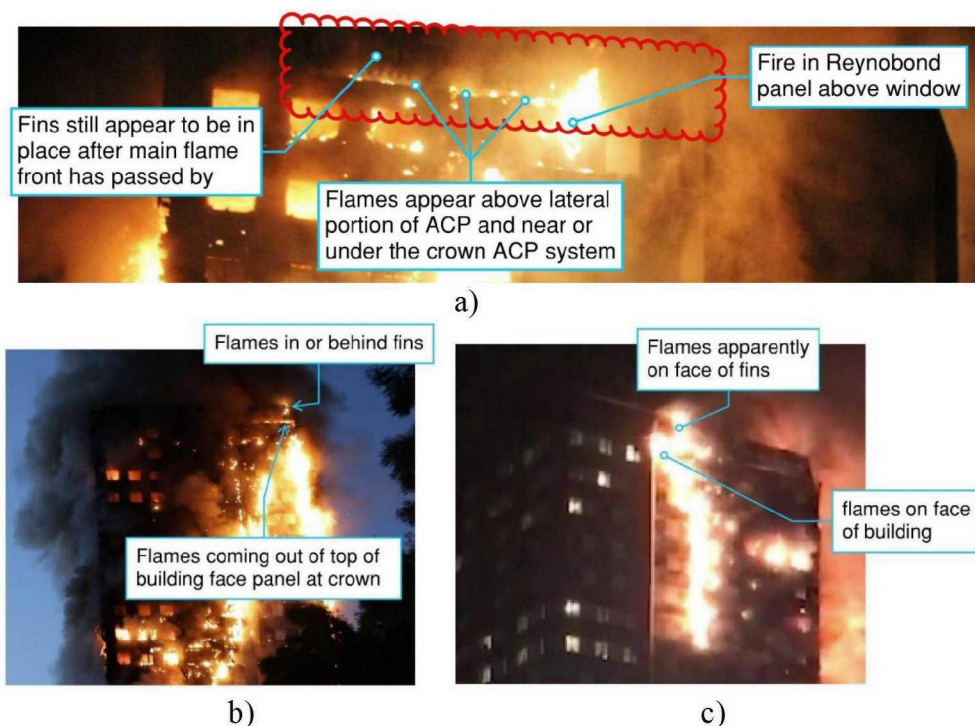 Fire in Reynobond
panel above window
Fins still appear to be in
place after main flame
front has passed by
Flames appear above lateral
portion of ACP and near or
under the crown ACP system
a)
Flames in or behind fins
Flames coming out of top of
building face panel at crown
b)
Flames apparently
on face of fins
flames on face
of building
c)